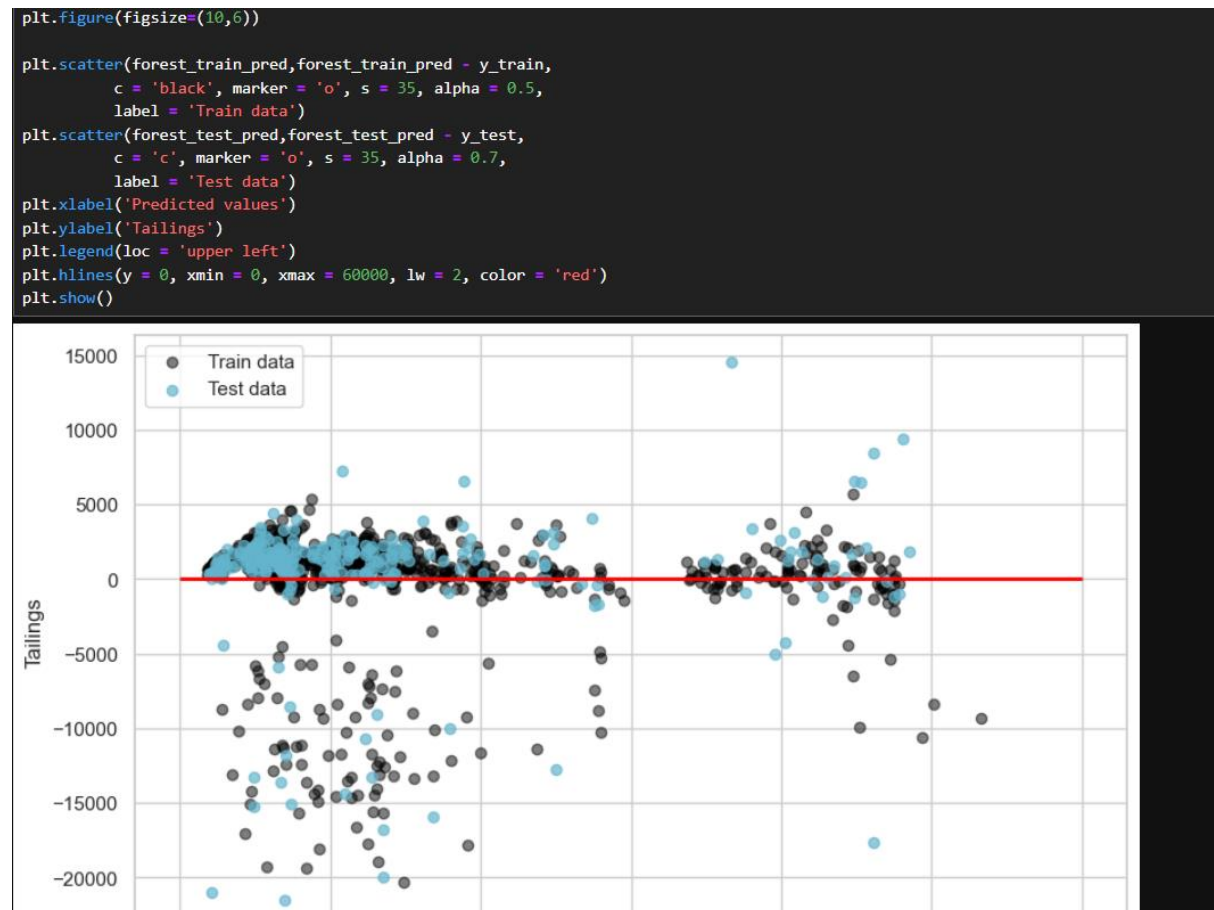 plt.figure(figsize=(10,6))
plt.scatter(forest_train_pred,forest_train_pred - y_train,
c = 'black', marker = 'o', s = 35, alpha = 0.5,
label = 'Train data')
plt.scatter(forest_test_pred,forest_test_pred - y_test,
c = 'c', marker = 'o', s = 35, alpha = 0.7,
label = 'Test data')
plt.xlabel('Predicted values')
plt.ylabel('Tailings')
plt.legend(loc = 'upper left')
plt.hlines(y = 0, xmin = 0, xmax = 60000, lw = 2, color = 'red')
plt.show()
15000
Train data
Test data
10000
5000
0
Tailings
−5000
−10000
−15000
−20000